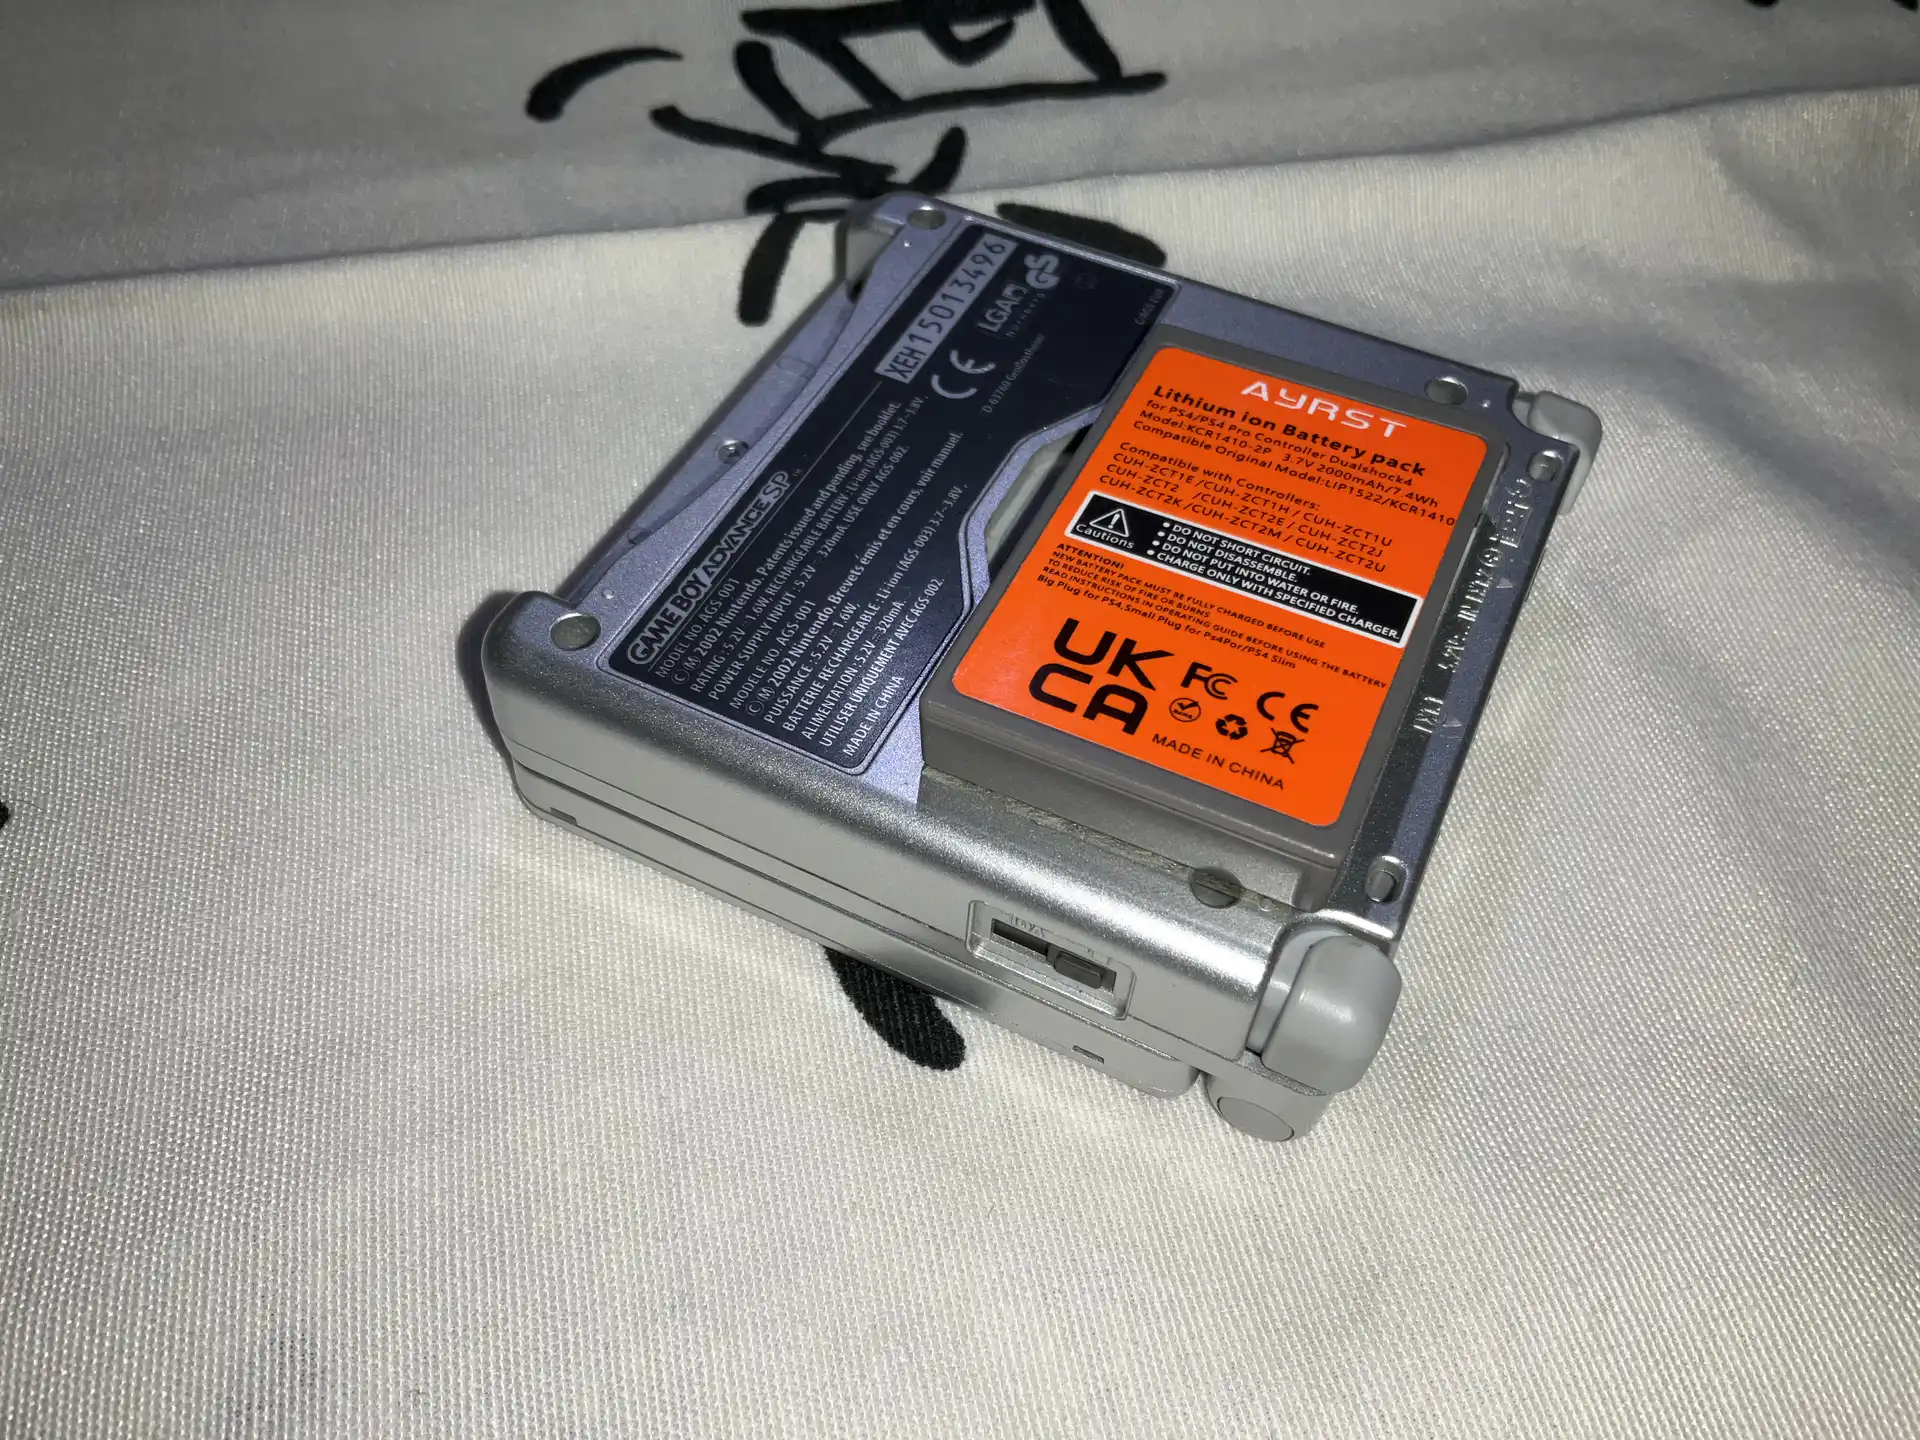 GAME BOY ADVANCE SP™
MODEL NO. AGS-001
Ⓒ Ⓜ 2002 Nintendo. Patents issued and pending, see booklet.
RATING : 5.2V ⎓ 1.6W RECHARGEABLE BATTERY : Li-ion (AGS-003) 3.7-3.8V,
POWER SUPPLY INPUT : 5.2V ⎓ 320mA. USE ONLY AGS-002.
MODELE NO. AGS 001
Ⓒ Ⓜ 2002 Nintendo. Brevets émis et en cours, voir manuel.
PUISSANCE : 5.2V ⎓ 1.6W,
BATTERIE RECHARGEABLE : Li-ion (AGS 003) 3.7-3.8V,
ALIMENTATION : 5.2V ⎓ 320mA.
UTILISER UNIQUEMENT AVEC AGS-002.
MADE IN CHINA
XEH15013496
CE
LGA
Nürnberg
GS
D-63760 Großostheim
AYRST
Lithium ion Battery pack
for PS4/PS4 Pro Controller Dualshock4
Model:KCR1410-2P 3.7V 2000mAh/7.4Wh
Compatible Original Model:LIP1522/KCR1410
Compatible with Controllers:
CUH-ZCT1E /CUH-ZCT1H / CUH-ZCT1U
CUH-ZCT2 /CUH-ZCT2E / CUH-ZCT2J
CUH-ZCT2K /CUH-ZCT2M / CUH-ZCT2U
Cautions
• DO NOT SHORT CIRCUIT.
• DO NOT DISASSEMBLE.
• DO NOT PUT INTO WATER OR FIRE.
• CHARGE ONLY WITH SPECIFIED CHARGER.
ATTENTION!
NEW BATTERY PACK MUST BE FULLY CHARGED BEFORE USE
TO REDUCE RISK OF FIRE OR BURNS
READ INSTRUCTIONS IN OPERATING GUIDE BEFORE USING THE BATTERY
Big Plug for PS4,Small Plug for Ps4Por/PS4 Slim
UK
CA
FC
CE
MADE IN CHINA